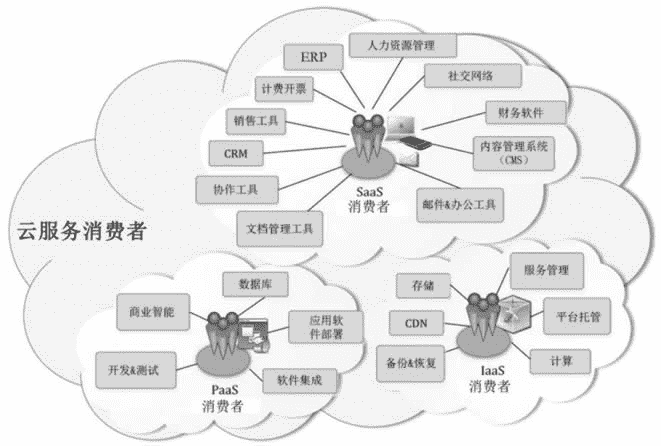 人力资源管理
ERP
社交网络
计费开票
财务软件
销售工具
内容管理系统
（CMS）
CRM
协作工具
SaaS
消费者
邮件&办公工具
文档管理工具
云服务消费者
数据库
商业智能
应用软
件部署
开发&测试
软件集成
PaaS
消费者
服务管理
存储
平台托管
CDN
备份&恢复
计算
IaaS
消费者